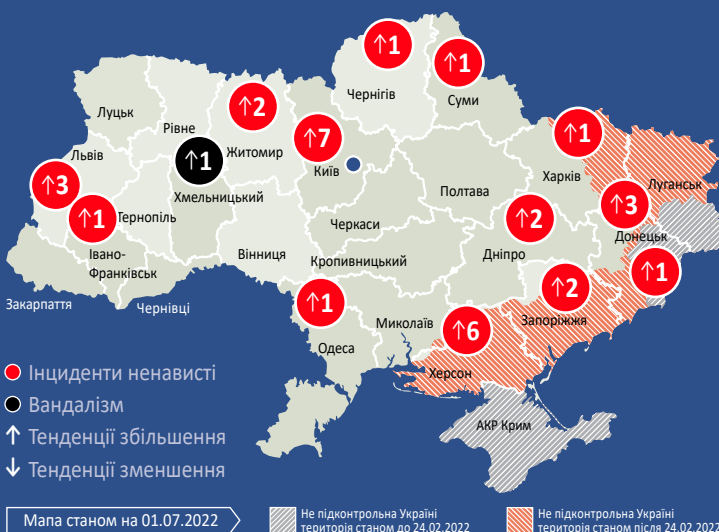 ↑1
↑1
Чернігів
Суми
Луцьк
↑2
Рівне
↑7
↑1
Житомир
Львів
↑1
Київ
Харків
↑3
Хмельницький
Полтава
Луганськ
↑1
Тернопіль
↑3
Черкаси
↑2
Донецьк
Івано-
Франківськ
Вінниця
Кропивницький
Дніпро
↑1
Закарпаття
Чернівці
↑1
↑2
Миколаїв
↑6
Запоріжжя
Одеса
Херсон
Інциденти ненависті
Вандалізм
АКР Крим
↑ Тенденції збільшення
↓ Тенденції зменшення
Мапа станом на 01.07.2022
Не підконтрольна Україні
територія станом до 24.02.2022
Не підконтрольна Україні
територія станом після 24.02.2022